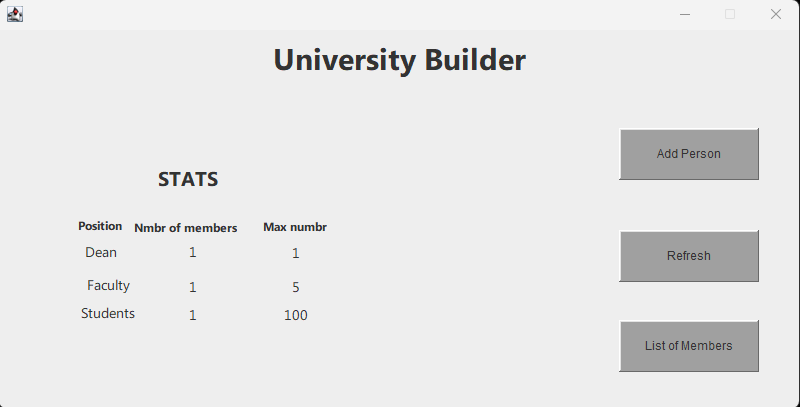 University Builder
Add Person
STATS
Position Nmbr of members Max numbr
Dean 1 1
Refresh
Faculty 1 5
Students 1 100
List of Members